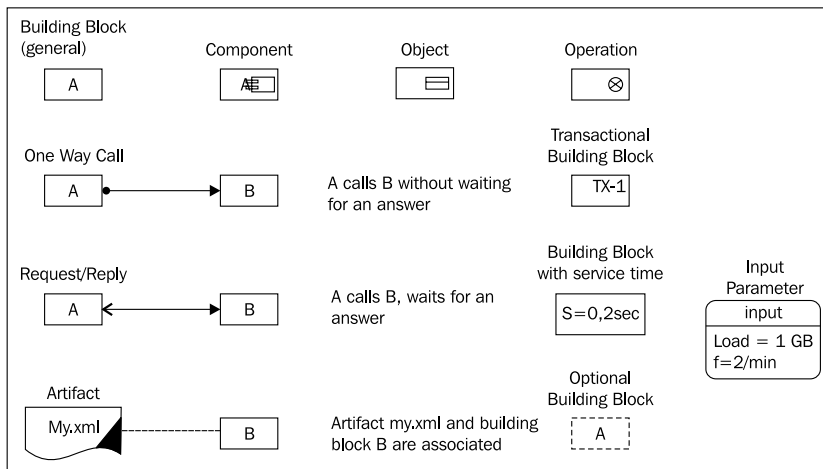 Building Block
(general)
Component
Object
Operation
A
A
One Way Call
Transactional
Building Block
A
B
A calls B without waiting
for an answer
TX-1
Request/Reply
Building Block
with service time
Input
Parameter
A
B
A calls B, waits for an
answer
S=0,2sec
input
Load = 1 GB
f=2/min
Artifact
Optional
Building Block
My.xml
B
Artifact my.xml and building
block B are associated
A